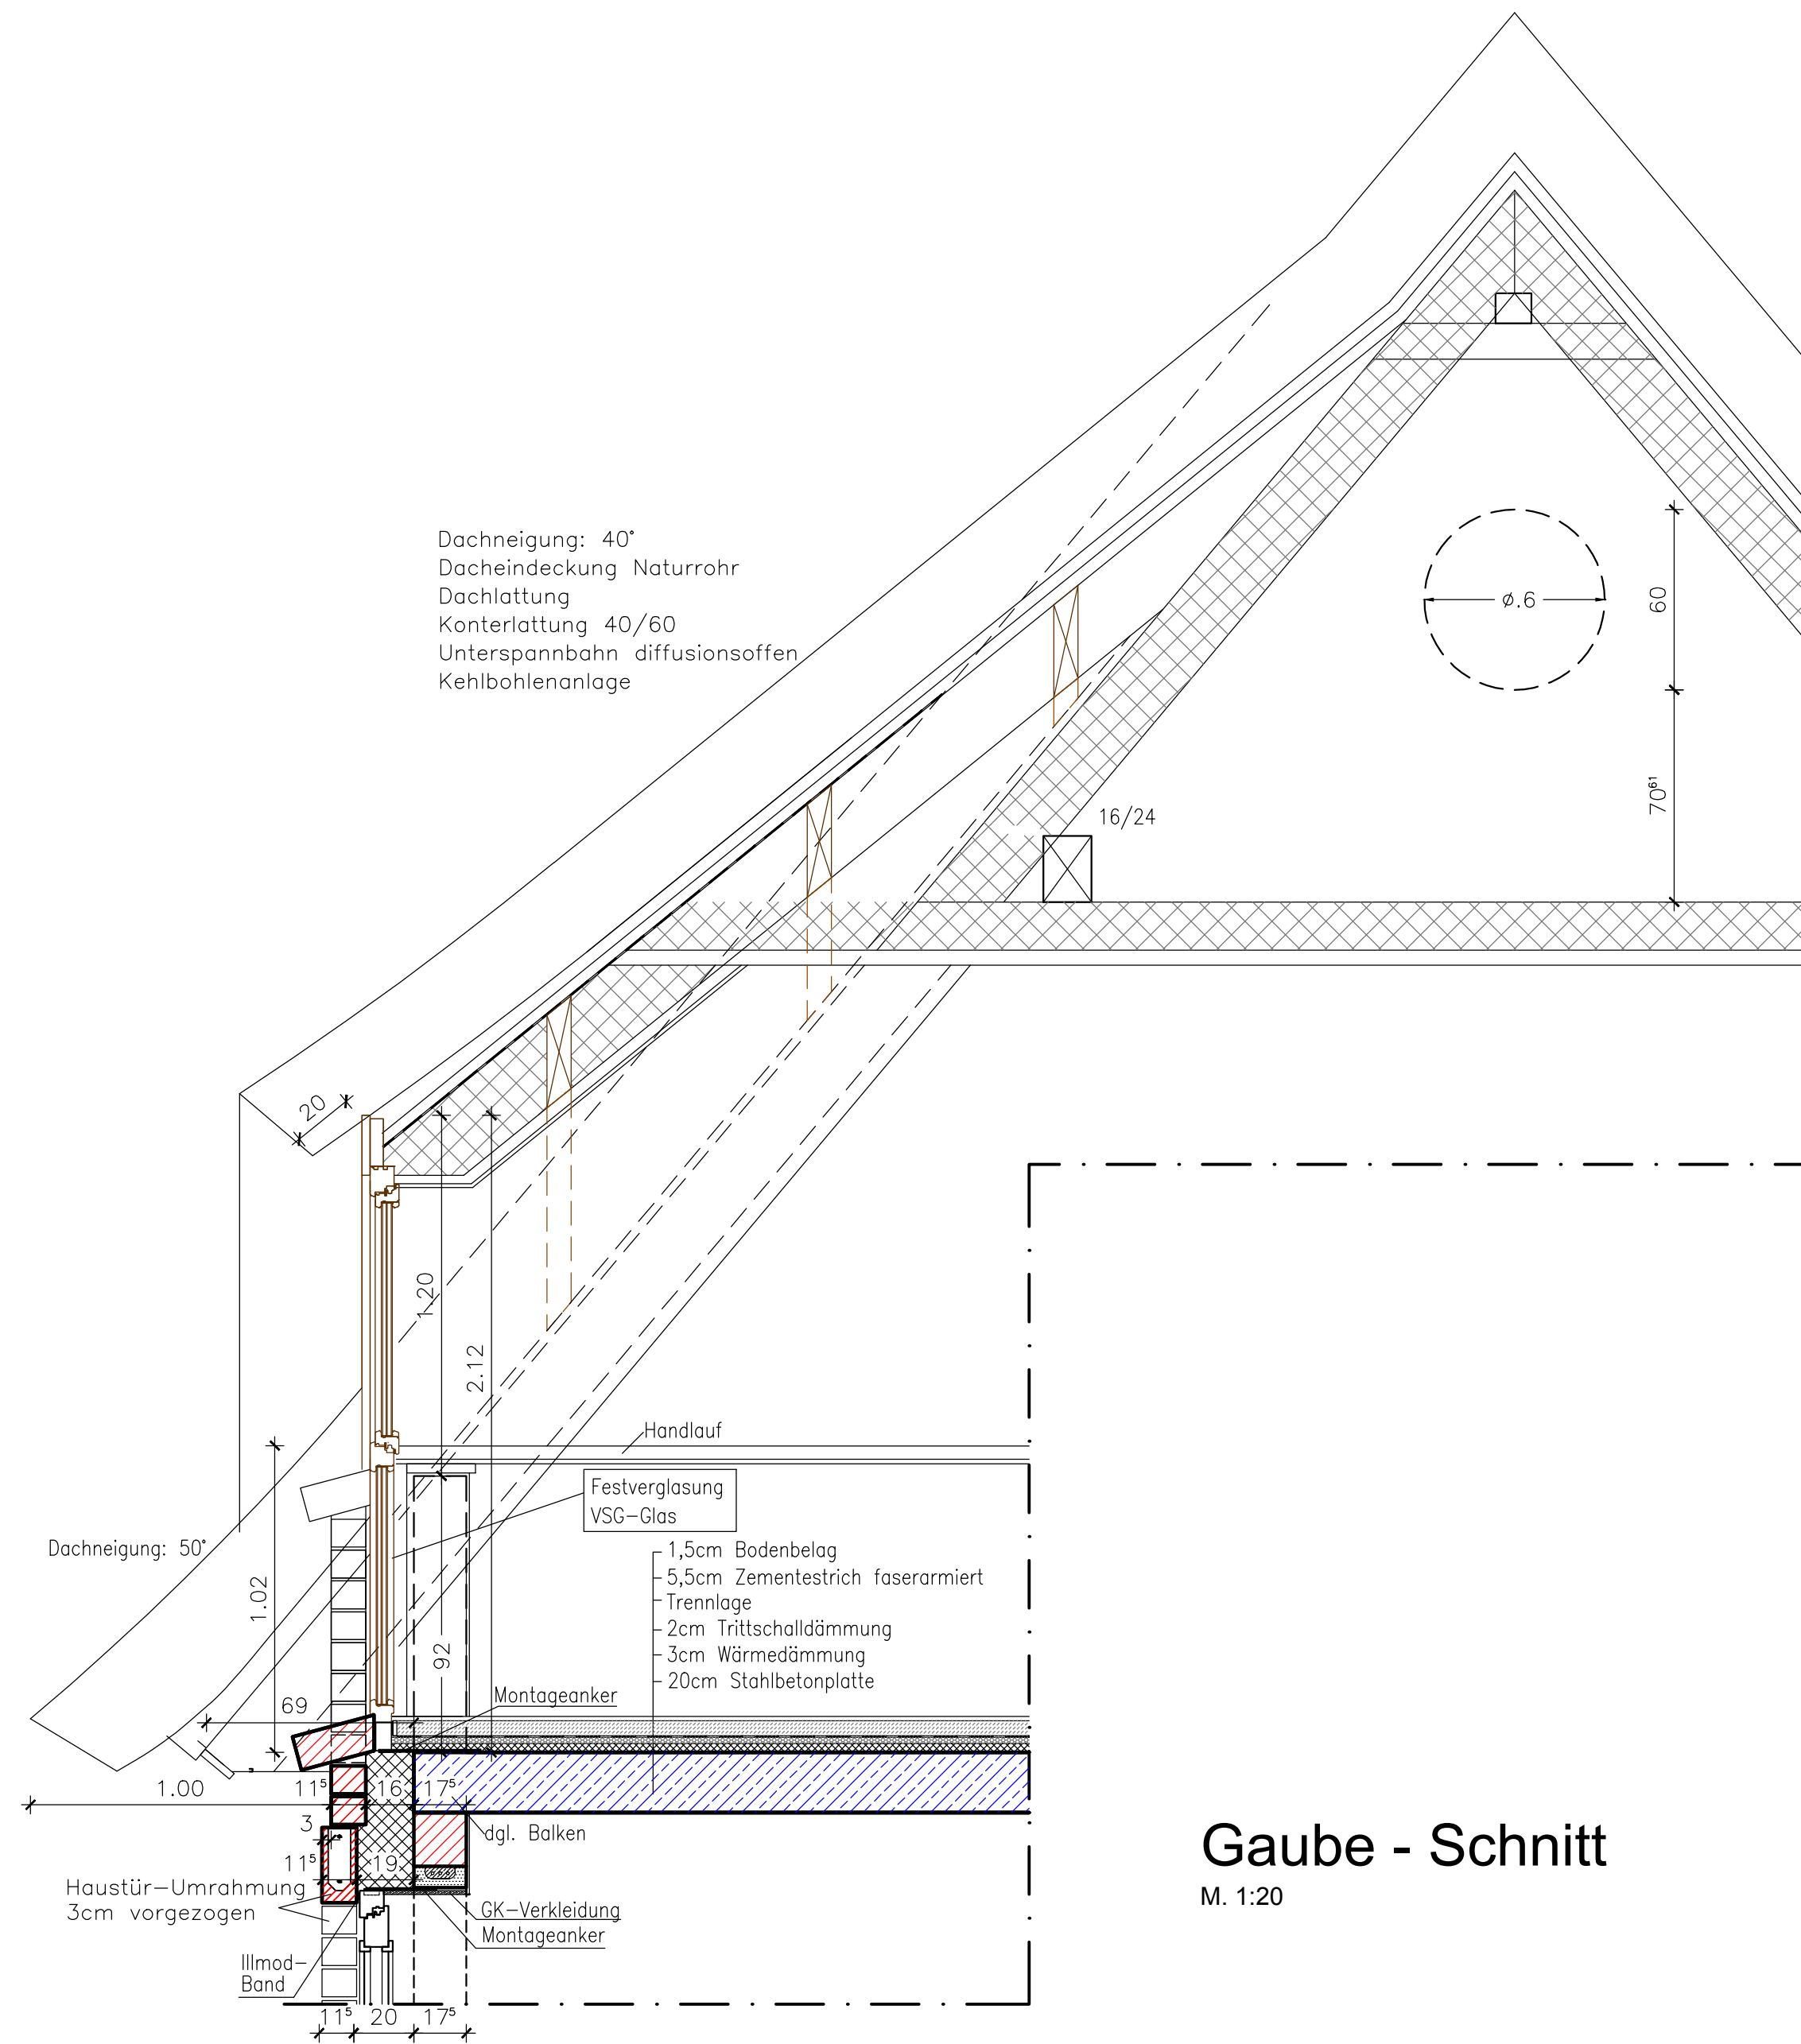 Dachneigung: 40°
Dacheindeckung Naturrohr
Dachlattung
Konterlattung 40/60
Unterspannbahn diffusionsoffen
Kehlbohlenanlage
ø.6
60
70⁶¹
16/24
20
1.20
2.12
Handlauf
Festverglasung
VSG-Glas
Dachneigung: 50°
1.02
92
1,5cm Bodenbelag
5,5cm Zementestrich faserarmiert
Trennlage
2cm Trittschalldämmung
3cm Wärmedämmung
20cm Stahlbetonplatte
Montageanker
69
1.00
11⁵
16
17⁵
3
dgl. Balken
11⁵
19
Haustür-Umrahmung
3cm vorgezogen
GK-Verkleidung
Montageanker
Illmod-
Band
11⁵
20
17⁵
Gaube - Schnitt
M. 1:20